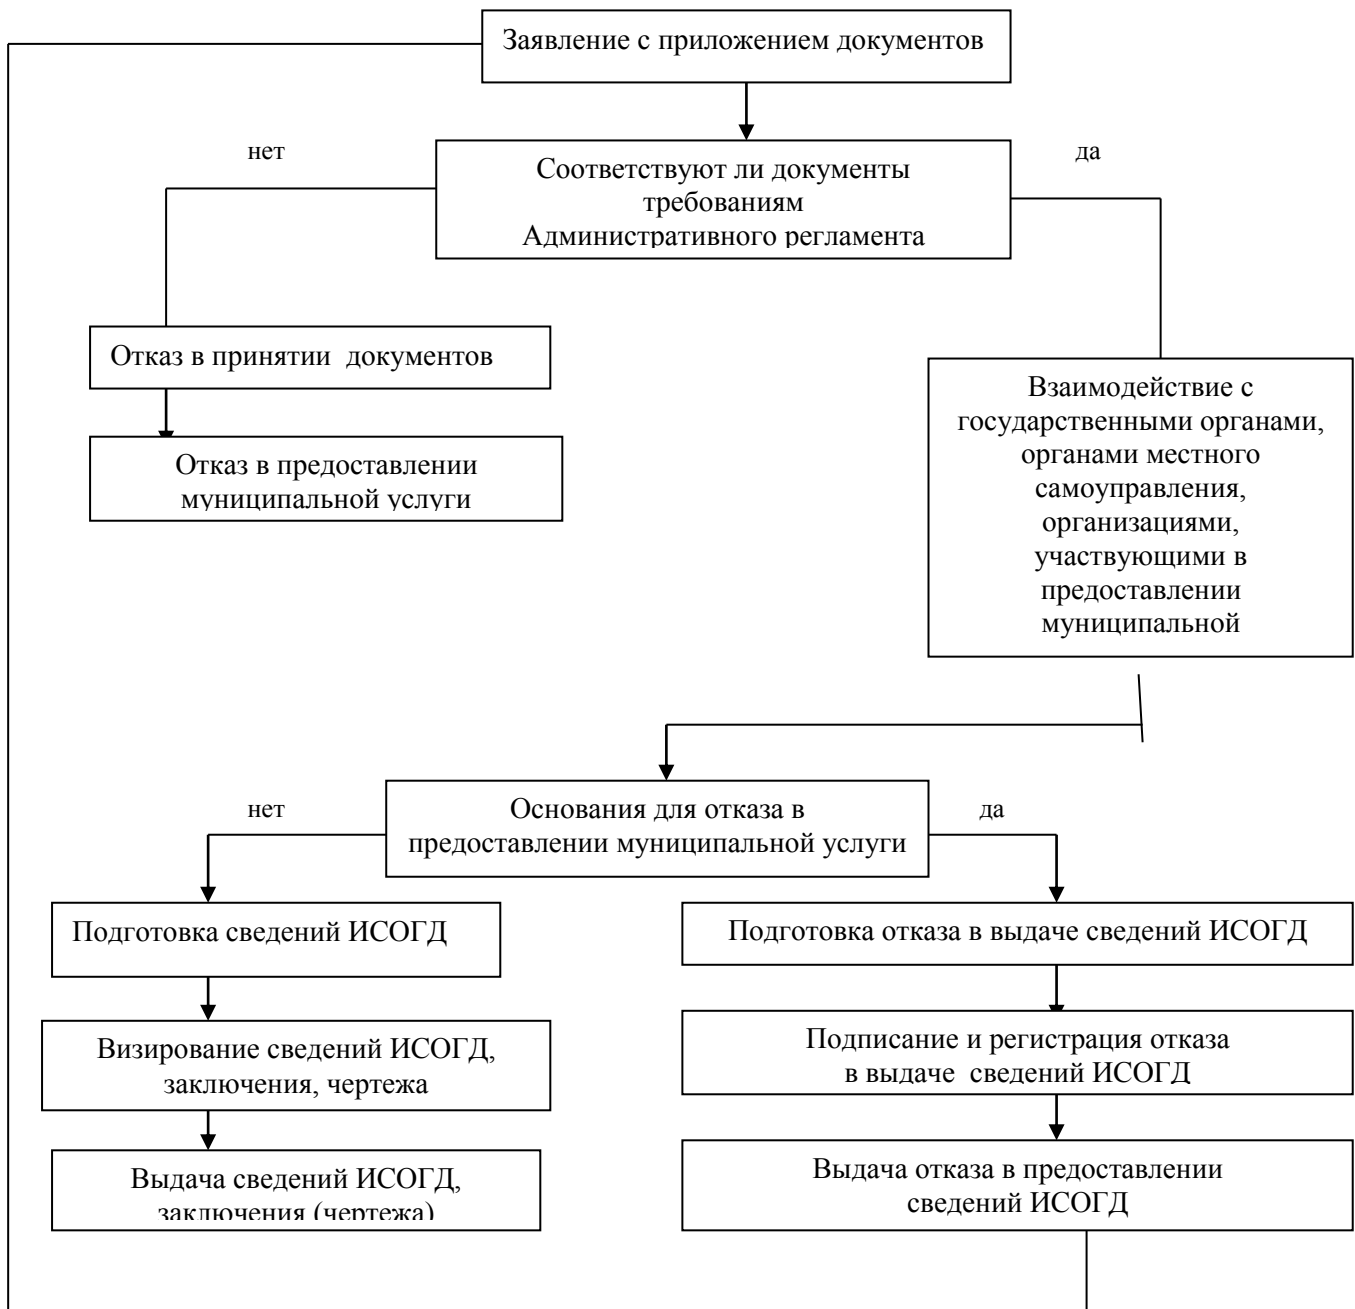 Заявление с приложением документов
нет
да
Соответствуют ли документы
требованиям
Административного регламента
Отказ в принятии  документов
Отказ в предоставлении
муниципальной услуги
Взаимодействие с
государственными органами,
органами местного
самоуправления,
организациями,
участвующими в
предоставлении
муниципальной
нет
Основания для отказа в
предоставлении муниципальной услуги
да
Подготовка сведений ИСОГД
Подготовка отказа в выдаче сведений ИСОГД
Визирование сведений ИСОГД,
заключения, чертежа
Подписание и регистрация отказа
в выдаче  сведений ИСОГД
Выдача сведений ИСОГД,
заключения (чертежа)
Выдача отказа в предоставлении
сведений ИСОГД